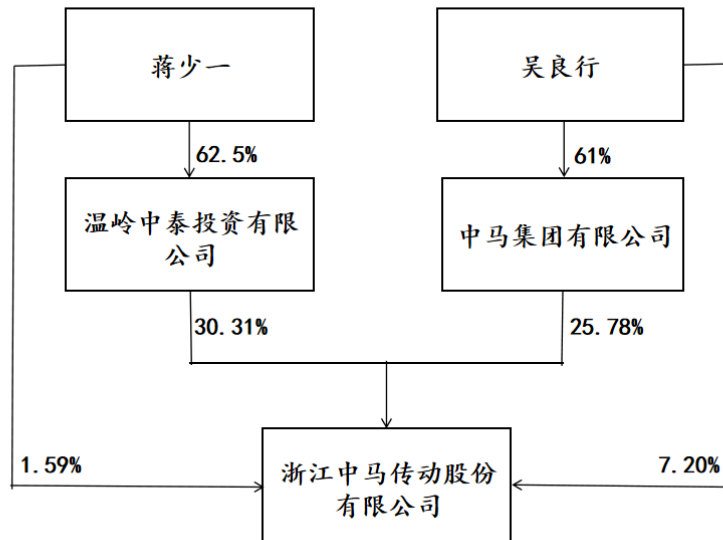 蒋少一
吴良行
62.5%
61%
温岭中泰投资有限
公司
中马集团有限公司
30.31%
25.78%
1.59%
7.20%
浙江中马传动股份
有限公司